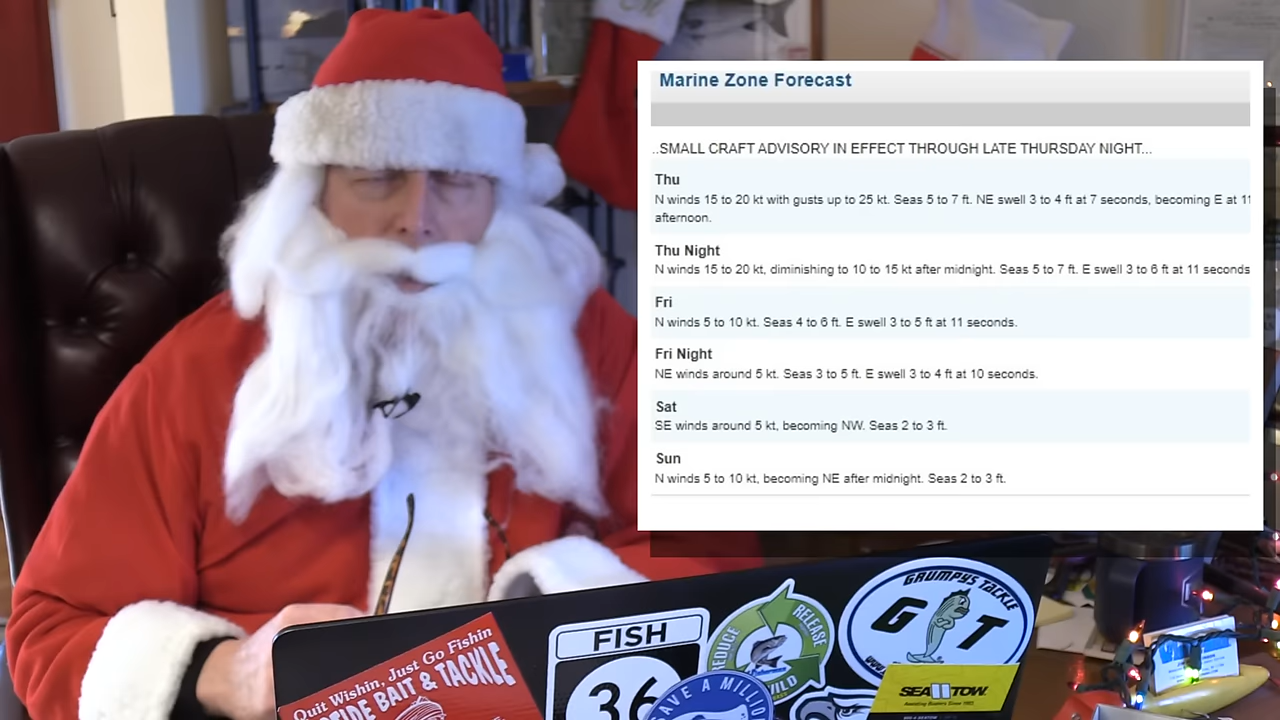 Marine Zone Forecast
..SMALL CRAFT ADVISORY IN EFFECT THROUGH LATE THURSDAY NIGHT...
Thu
N winds 15 to 20 kt with gusts up to 25 kt. Seas 5 to 7 ft. NE swell 3 to 4 ft at 7 seconds, becoming E at 11
afternoon.
Thu Night
N winds 15 to 20 kt, diminishing to 10 to 15 kt after midnight. Seas 5 to 7 ft. E swell 3 to 6 ft at 11 seconds
Fri
N winds 5 to 10 kt. Seas 4 to 6 ft. E swell 3 to 5 ft at 11 seconds.
Fri Night
NE winds around 5 kt. Seas 3 to 5 ft. E swell 3 to 4 ft at 10 seconds.
Sat
SE winds around 5 kt, becoming NW. Seas 2 to 3 ft.
Sun
N winds 5 to 10 kt, becoming NE after midnight. Seas 2 to 3 ft.
Quit Wishin, Just Go Fishin
TIDE BAIT & TACKLE
FISH
36
REDUCE
RELEASE
WILD
SAVE A MILLIO
GRUMPYS TACKLE
G T
SEA TOW